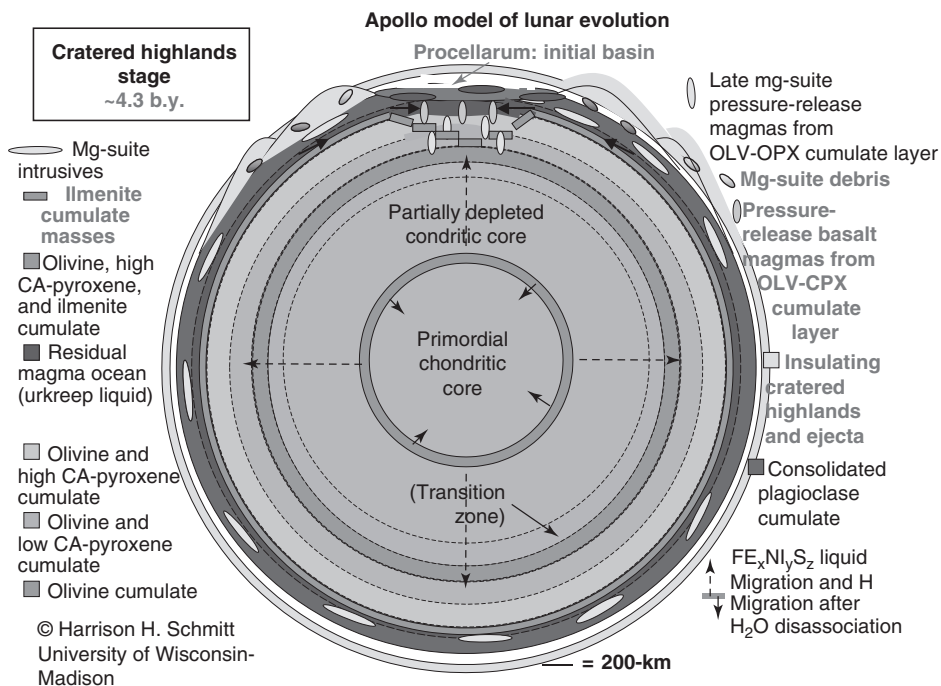 Apollo model of lunar evolution
Cratered highlands
stage
~4.3 b.y.
Procellarum: initial basin
Mg-suite
intrusives
Ilmenite
cumulate
masses
Olivine, high
CA-pyroxene,
and ilmenite
cumulate
Residual
magma ocean
(urkreep liquid)
Olivine and
high CA-pyroxene
cumulate
Olivine and
low CA-pyroxene
cumulate
Olivine cumulate
© Harrison H. Schmitt
University of Wisconsin-
Madison
Partially depleted
condritic core
Primordial
chondritic
core
(Transition
zone)
= 200-km
Late mg-suite
pressure-release
magmas from
OLV-OPX cumulate layer
Mg-suite debris
Pressure-
release basalt
magmas from
OLV-CPX
cumulate
layer
Insulating
cratered
highlands
and ejecta
Consolidated
plagioclase
cumulate
FExNIySz liquid
Migration and H
Migration after
H2O disassociation